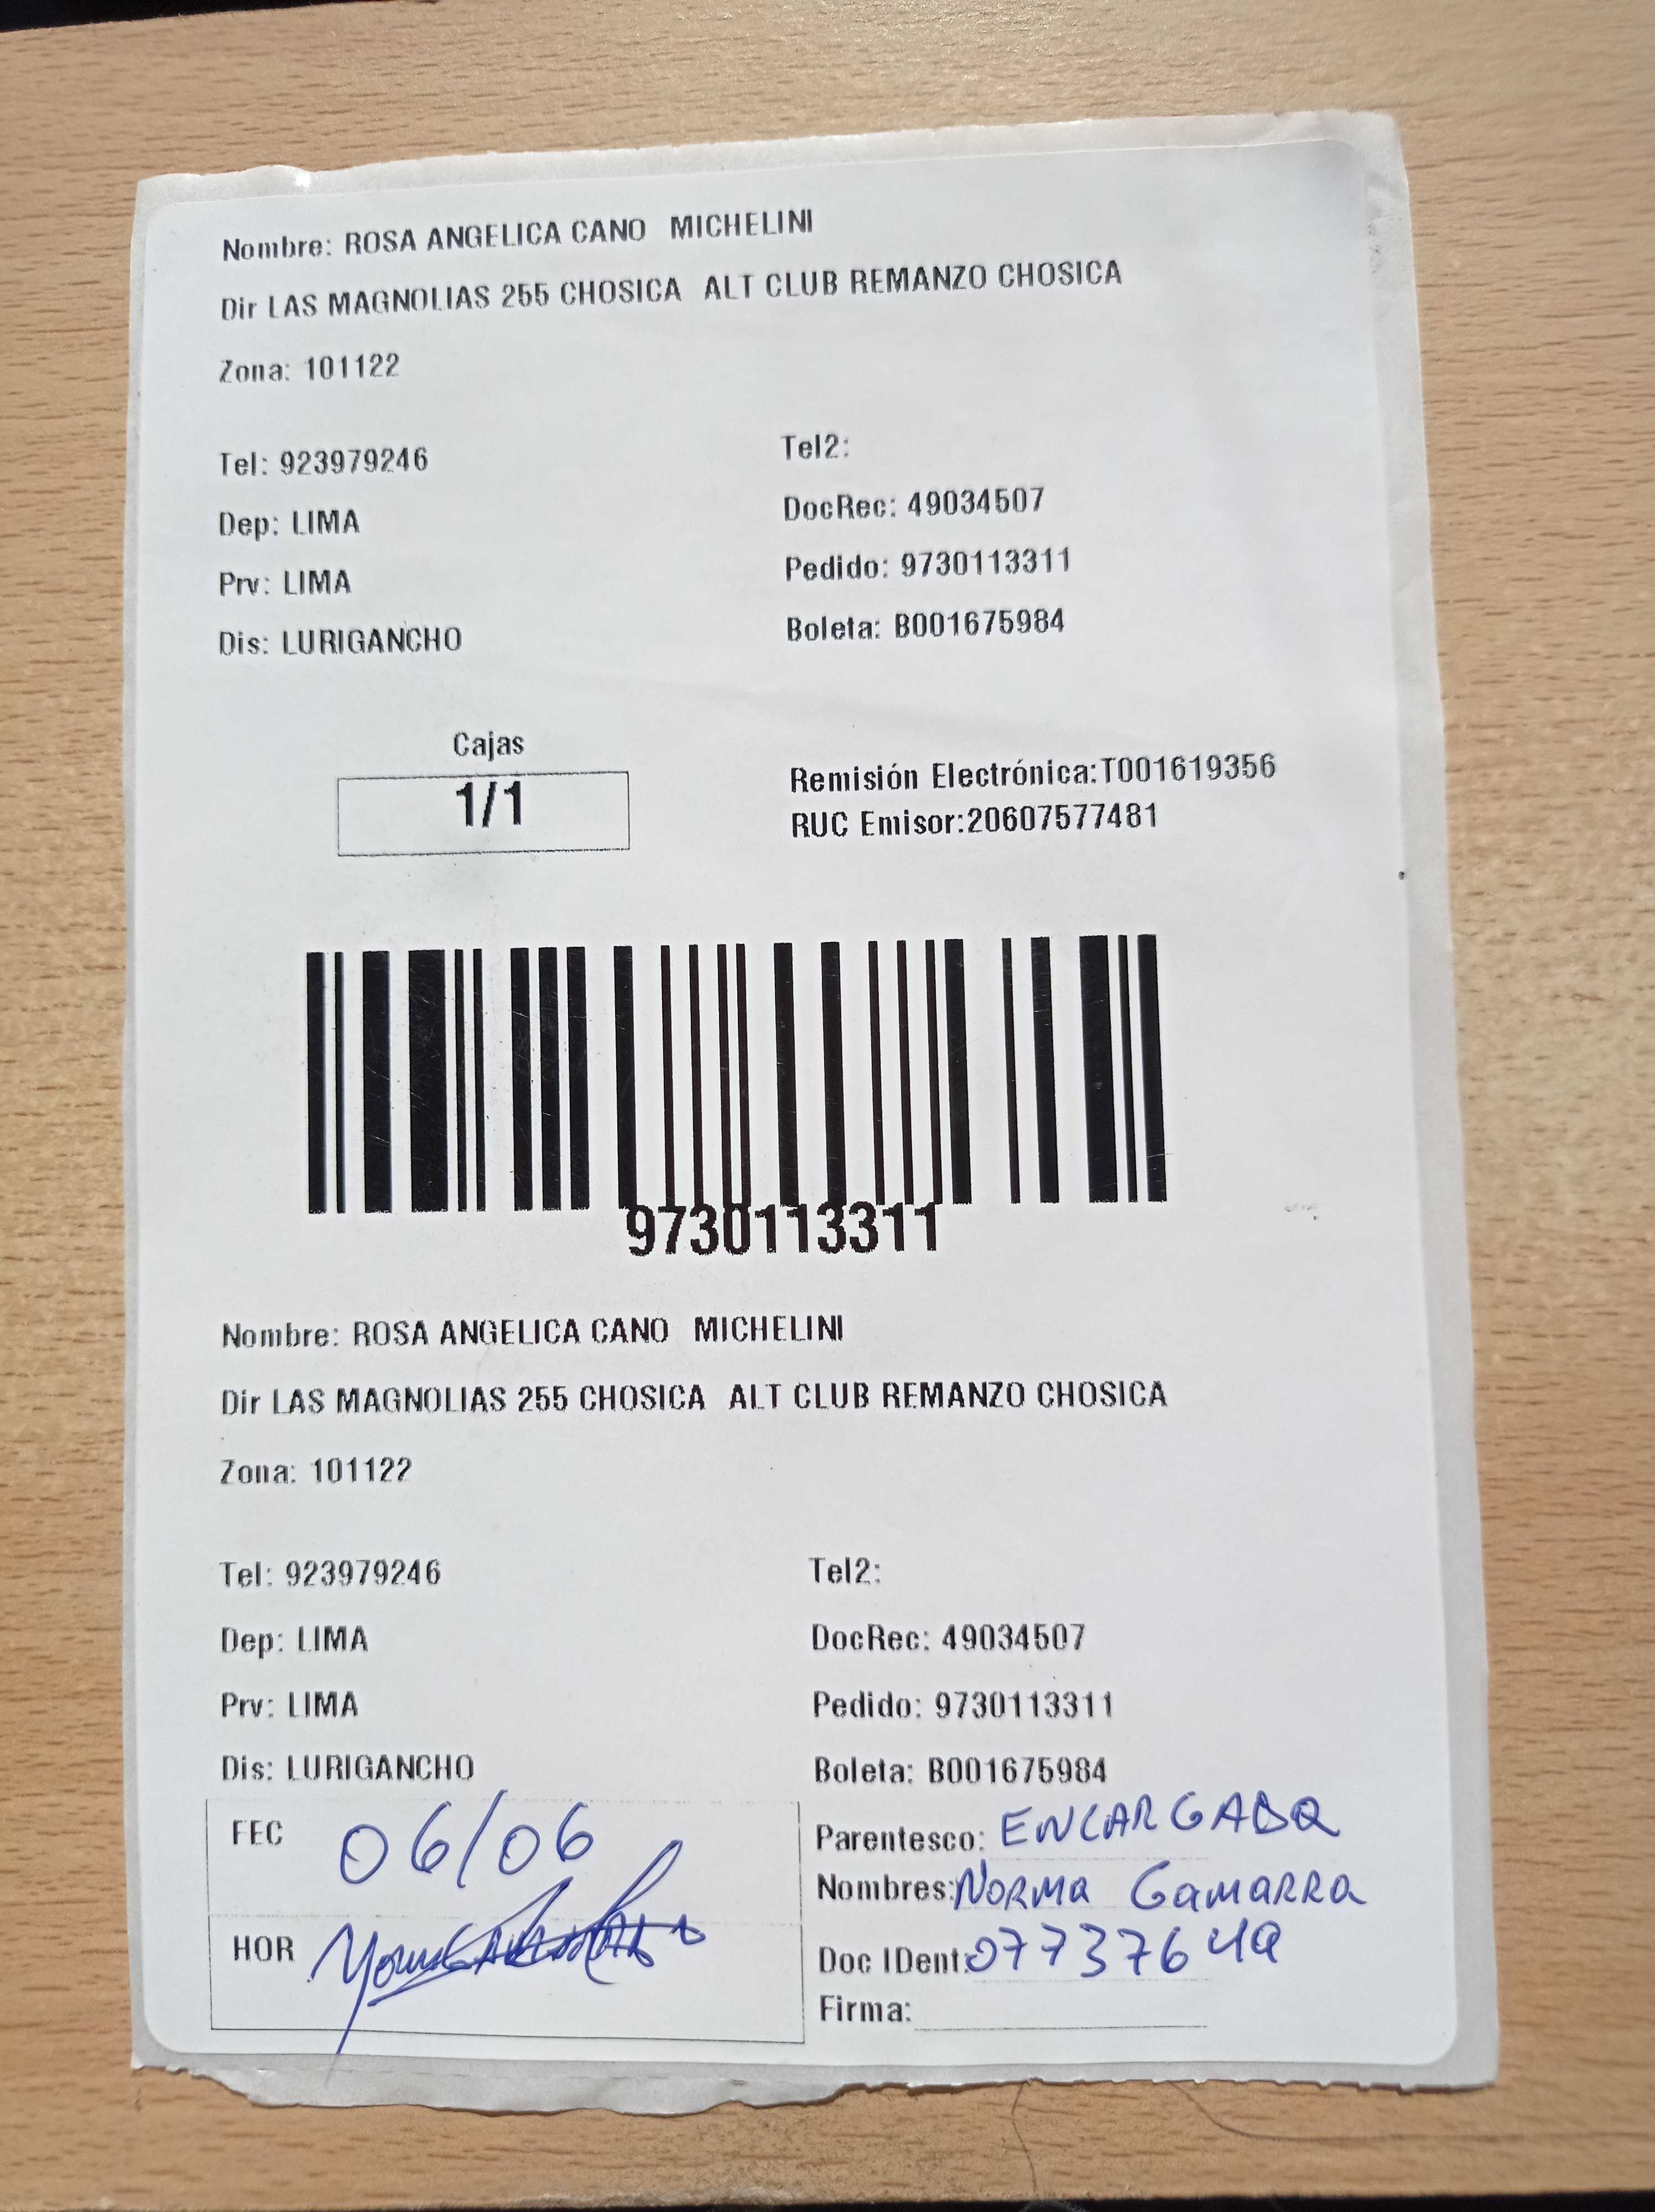 Nombre: ROSA ANGELICA CANO MICHELINI
Dir LAS MAGNOLIAS 255 CHOSICA ALT CLUB REMANZO CHOSICA
Zona: 101122
Tel: 923979246
Tel2:
Dep: LIMA
DocRec: 49034507
Prv: LIMA
Pedido: 9730113311
Dis: LURIGANCHO
Boleta: B001675984
Cajas
1/1
Remisión Electrónica:T001619356
RUC Emisor:20607577481
9730113311
Nombre: ROSA ANGELICA CANO MICHELINI
Dir LAS MAGNOLIAS 255 CHOSICA ALT CLUB REMANZO CHOSICA
Zona: 101122
Tel: 923979246
Tel2:
Dep: LIMA
DocRec: 49034507
Prv: LIMA
Pedido: 9730113311
Dis: LURIGANCHO
Boleta: B001675984
FEC 06/06
Parentesco: ENCARGADA
Nombres: NORMA GAMARRA
HOR
Doc IDent:
Firma: